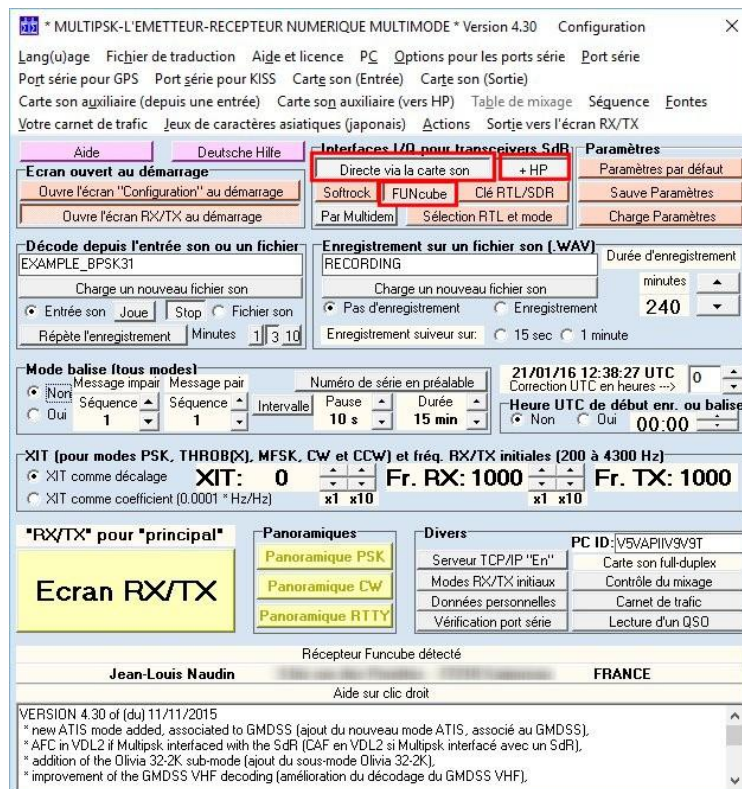 * MULTIPSK-L'EMETTEUR-RECEPTEUR NUMERIQUE MULTIMODE * Version 4.30 Configuration
Lang(u)age Fichier de traduction Aide et licence PC Options pour les ports série Port série
Port série pour GPS Port série pour KISS Carte son (Entrée) Carte son (Sortie)
Carte son auxiliaire (depuis une entrée) Carte son auxiliaire (vers HP) Table de mixage Séquence Fontes
Votre carnet de trafic Jeux de caractères asiatiques (japonais) Actions Sortie vers l'écran RX/TX
Aide Deutsche Hilfe
Ecran ouvert au démarrage
Ouvre l'écran "Configuration" au démarrage
Ouvre l'écran RX/TX au démarrage
Interfaces I/Q pour transceivers SdR
Directe via la carte son + HP
Softrock FUNcube Clé RTL/SDR
Par Multidem Sélection RTL et mode
Paramètres
Paramètres par défaut
Sauve Paramètres
Charge Paramètres
Décode depuis l'entrée son ou un fichier
EXAMPLE_BPSK31
Charge un nouveau fichier son
Entrée son Joue Stop Fichier son
Répète l'enregistrement Minutes 1 3 10
Enregistrement sur un fichier son (.WAV)
RECORDING
Charge un nouveau fichier son
Pas d'enregistrement Enregistrement
Enregistrement suiveur sur: 15 sec 1 minute
Durée d'enregistrement
minutes
240
Mode balise (tous modes)
Non
Oui
Message impair Message pair
Séquence Séquence
1 1
Intervalle
Numéro de série en préalable
Pause Durée
10 s 15 min
21/01/16 12:38:27 UTC
Correction UTC en heures ---> 0
Heure UTC de début enr. ou balise
Non Oui 00:00
XIT (pour modes PSK, THROB(X), MFSK, CW et CCW) et fréq. RX/TX initiales (200 à 4300 Hz)
XIT comme décalage XIT: 0 Fr. RX: 1000 Fr. TX: 1000
XIT comme coefficient (0.0001 * Hz/Hz) x1 x10 x1 x10
"RX/TX" pour "principal"
Ecran RX/TX
Panoramiques
Panoramique PSK
Panoramique CW
Panoramique RTTY
Divers
Serveur TCP/IP "En"
Modes RX/TX initiaux
Données personnelles
Vérification port série
PC ID: V5VAPIIV9V9T
Carte son full-duplex
Contrôle du mixage
Carnet de trafic
Lecture d'un QSO
Récepteur Funcube détecté
Jean-Louis Naudin FRANCE
Aide sur clic droit
VERSION 4.30 of (du) 11/11/2015
* new ATIS mode added, associated to GMDSS (ajout du nouveau mode ATIS, associé au GMDSS),
* AFC in VDL2 if Multipsk interfaced with the SdR (CAF en VDL2 si Multipsk interfacé avec un SdR),
* addition of the Olivia 32-2K sub-mode (ajout du sous-mode Olivia 32-2K),
* improvement of the GMDSS VHF decoding (amélioration du décodage du GMDSS VHF),